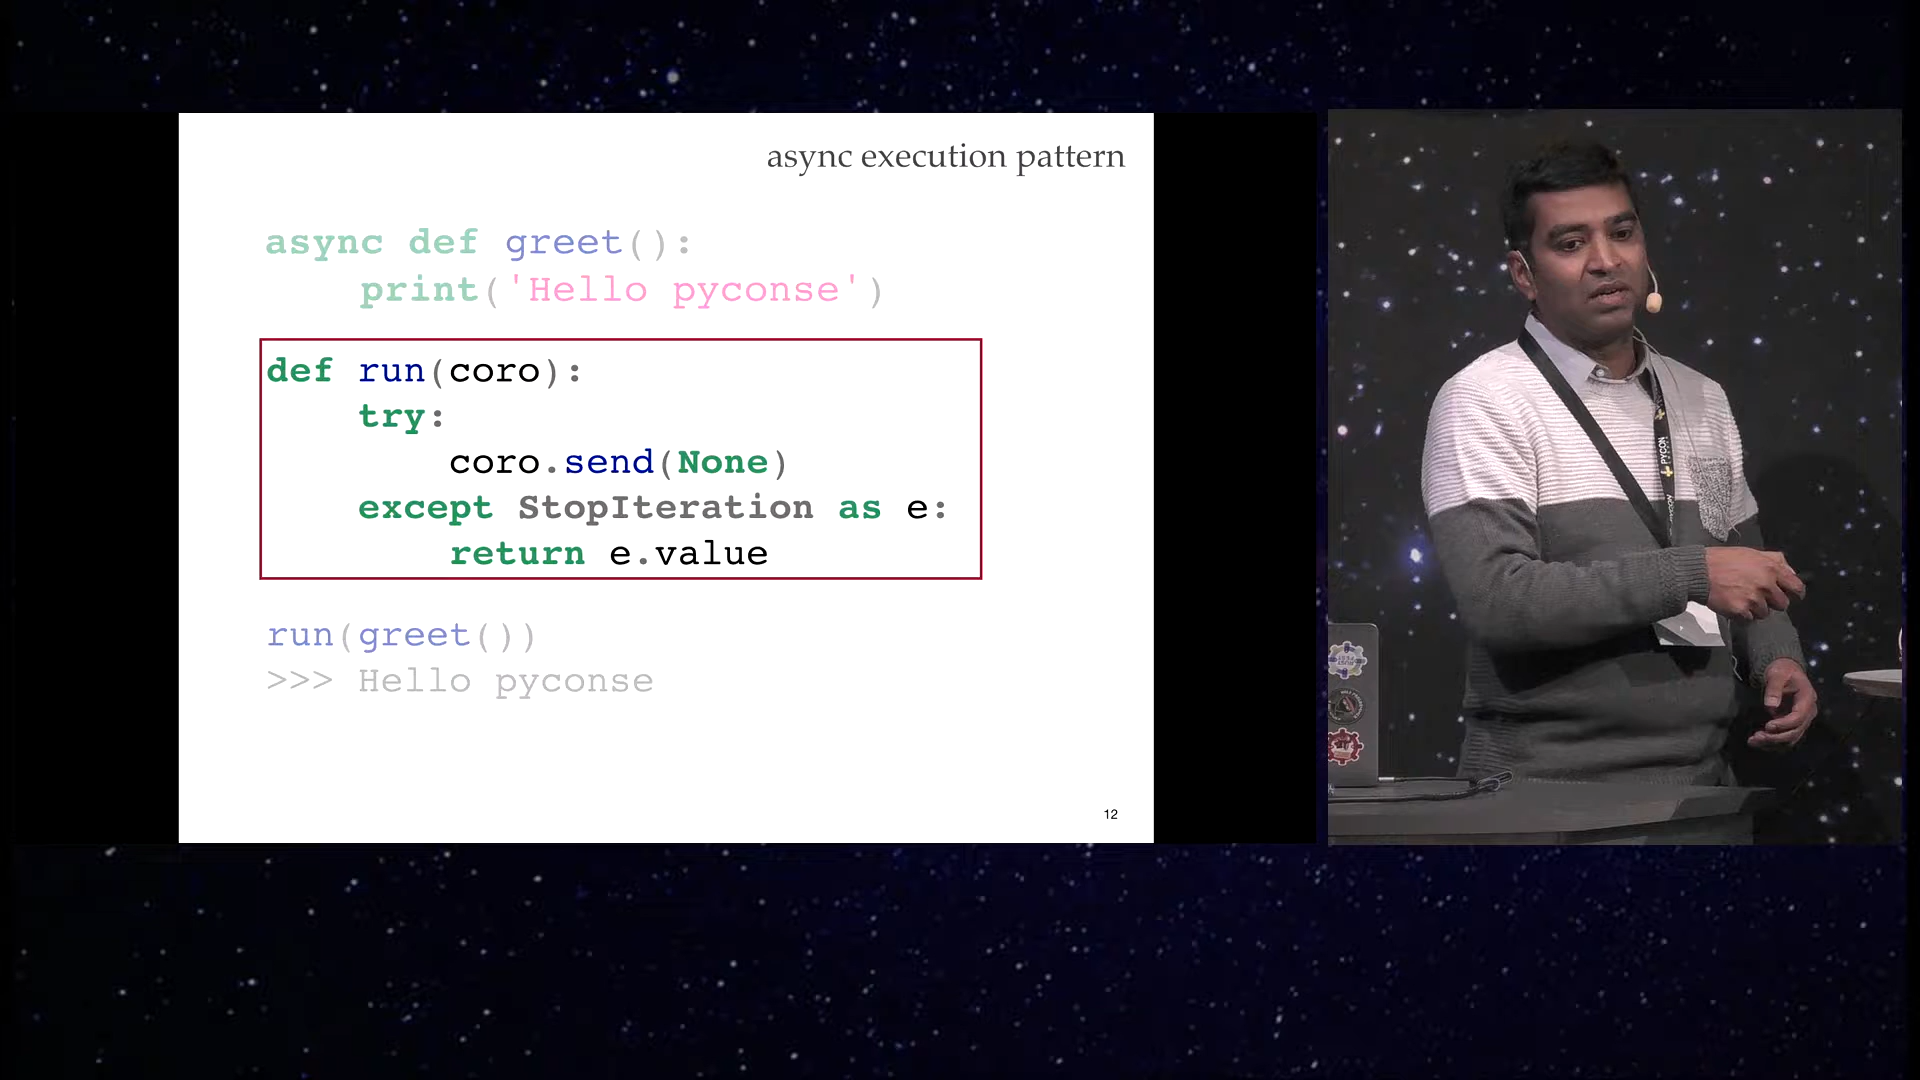 async execution pattern
async def greet():
    print('Hello pyconse')
def run(coro):
    try:
        coro.send(None)
    except StopIteration as e:
        return e.value
run(greet())
>>> Hello pyconse
12
PYCON